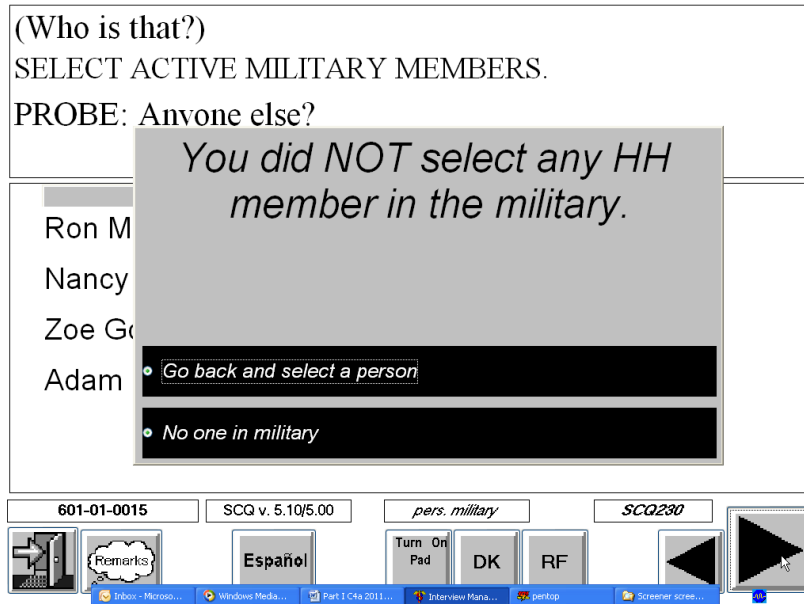 (Who is that?)
SELECT ACTIVE MILITARY MEMBERS.
PROBE: Anyone else?
You did NOT select any HH
member in the military.
Ron M
Nancy
Zoe Go
Adam
Go back and select a person
No one in military
601-01-0015 SCQ v. 5.10/5.00 pers. military SCQ230
Remarks Español Turn On Pad DK RF
Inbox - Microso... Windows Media... Part I C4a 2011... Interview Mana... pentop Screener scree...